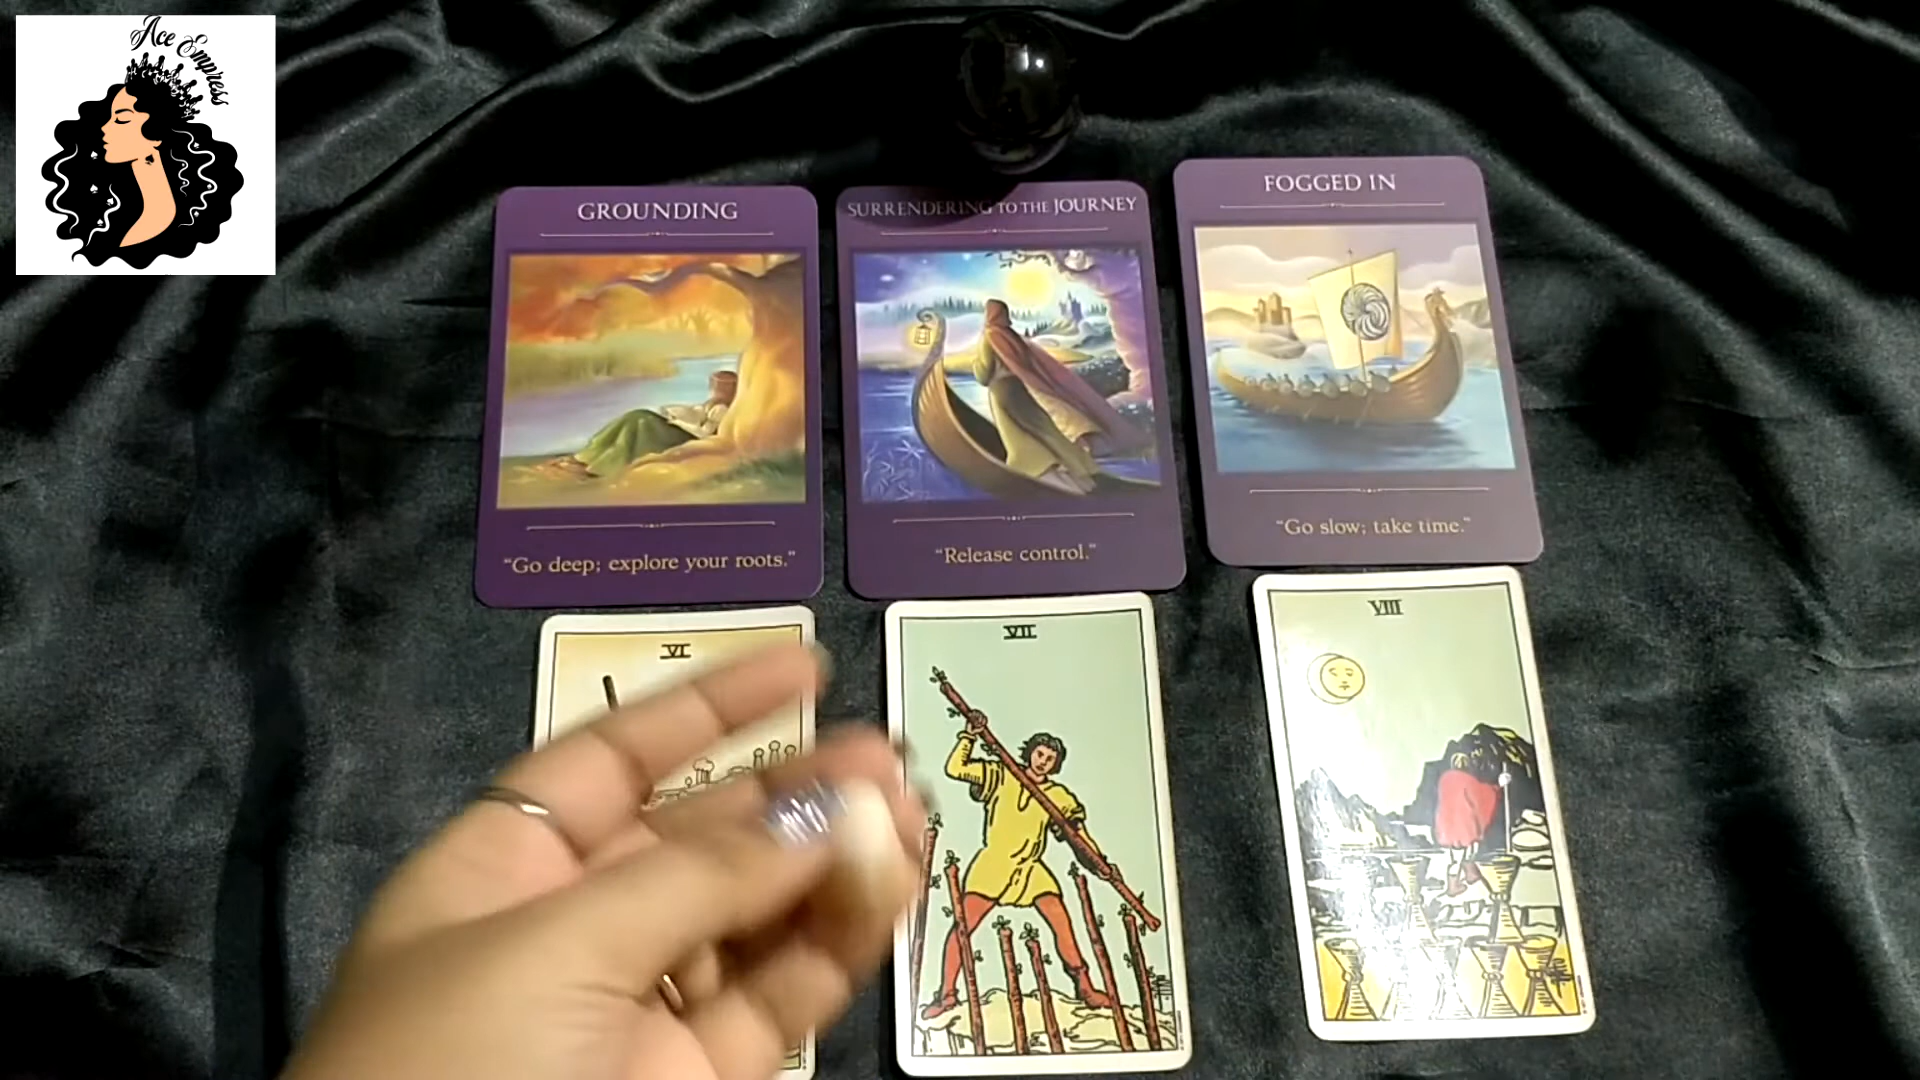 Ace Empress
GROUNDING
"Go deep; explore your roots."
SURRENDERING TO THE JOURNEY
"Release control."
FOGGED IN
"Go slow; take time."
VI
VII
VIII